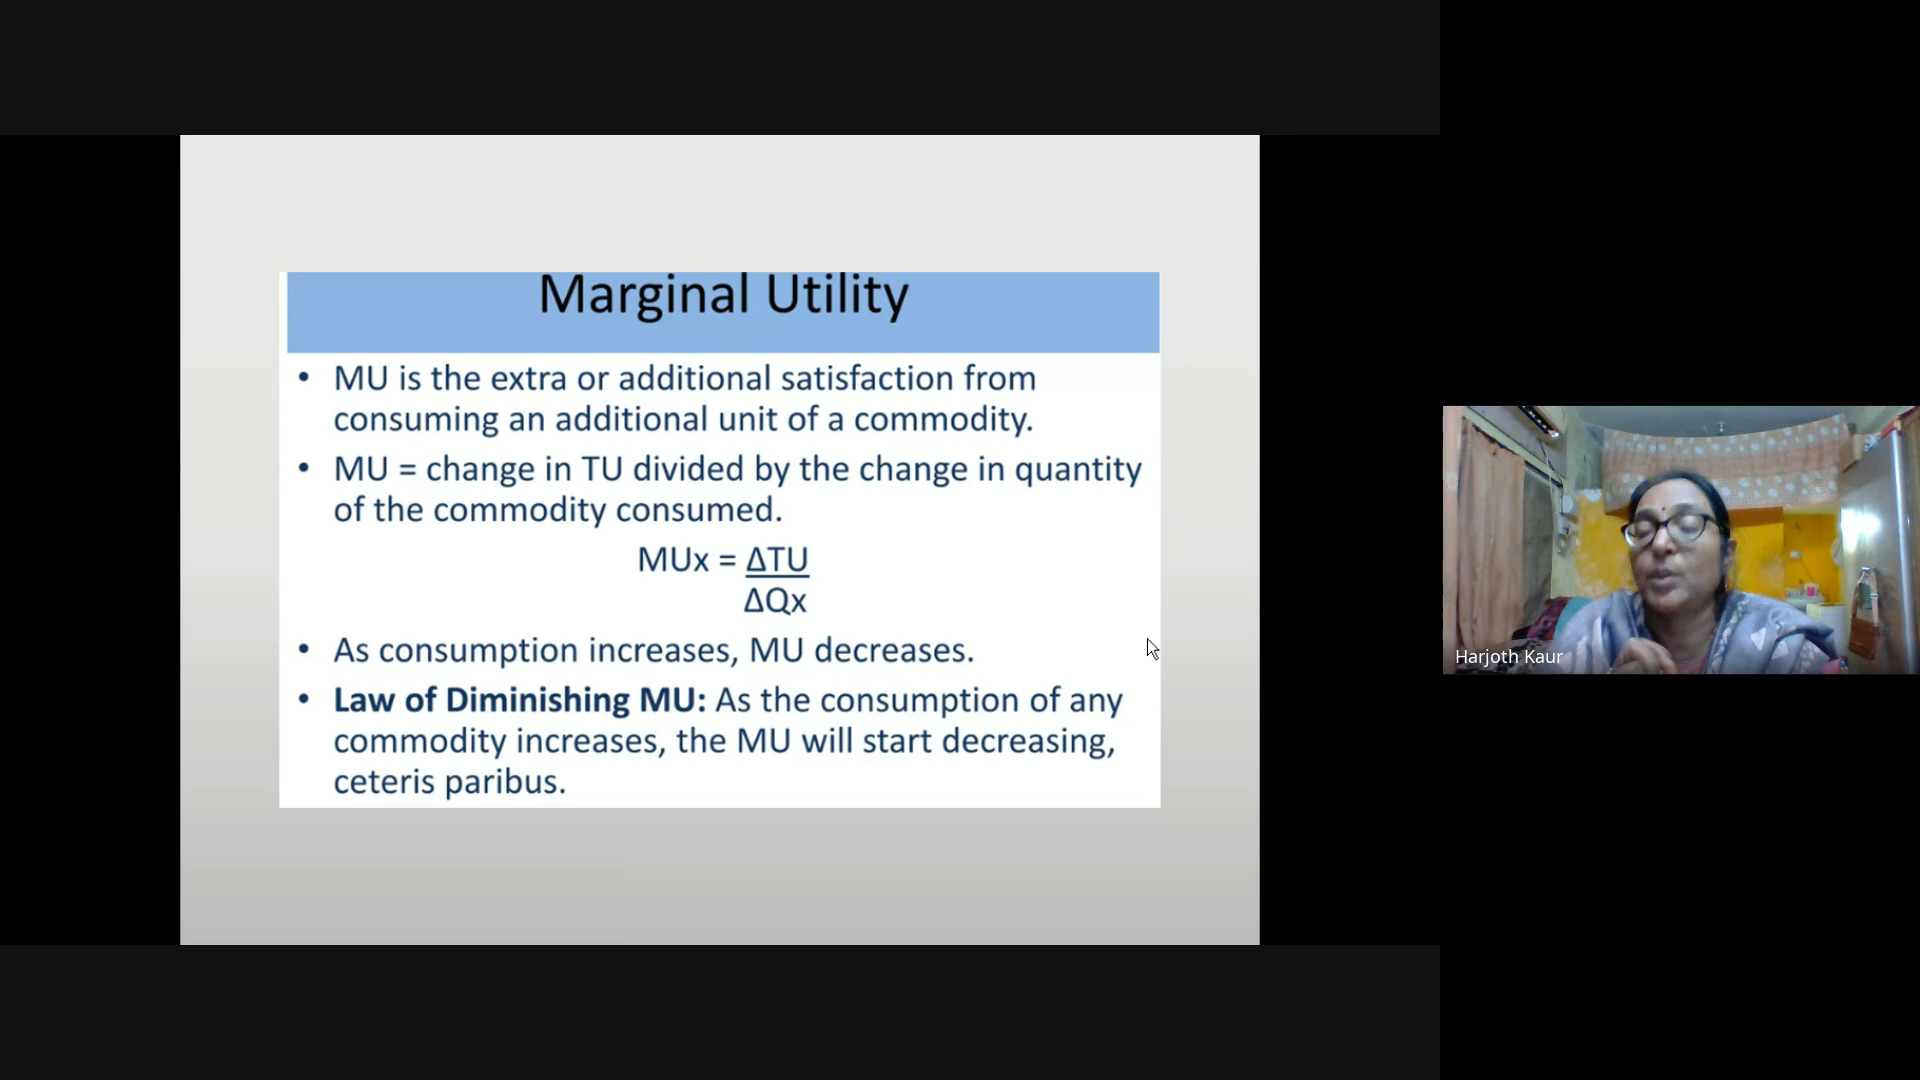 Marginal Utility
• MU is the extra or additional satisfaction from
consuming an additional unit of a commodity.
• MU = change in TU divided by the change in quantity
of the commodity consumed.
MUx = ΔTU
ΔQx
• As consumption increases, MU decreases.
• Law of Diminishing MU: As the consumption of any
commodity increases, the MU will start decreasing,
ceteris paribus.
Harjoth Kaur